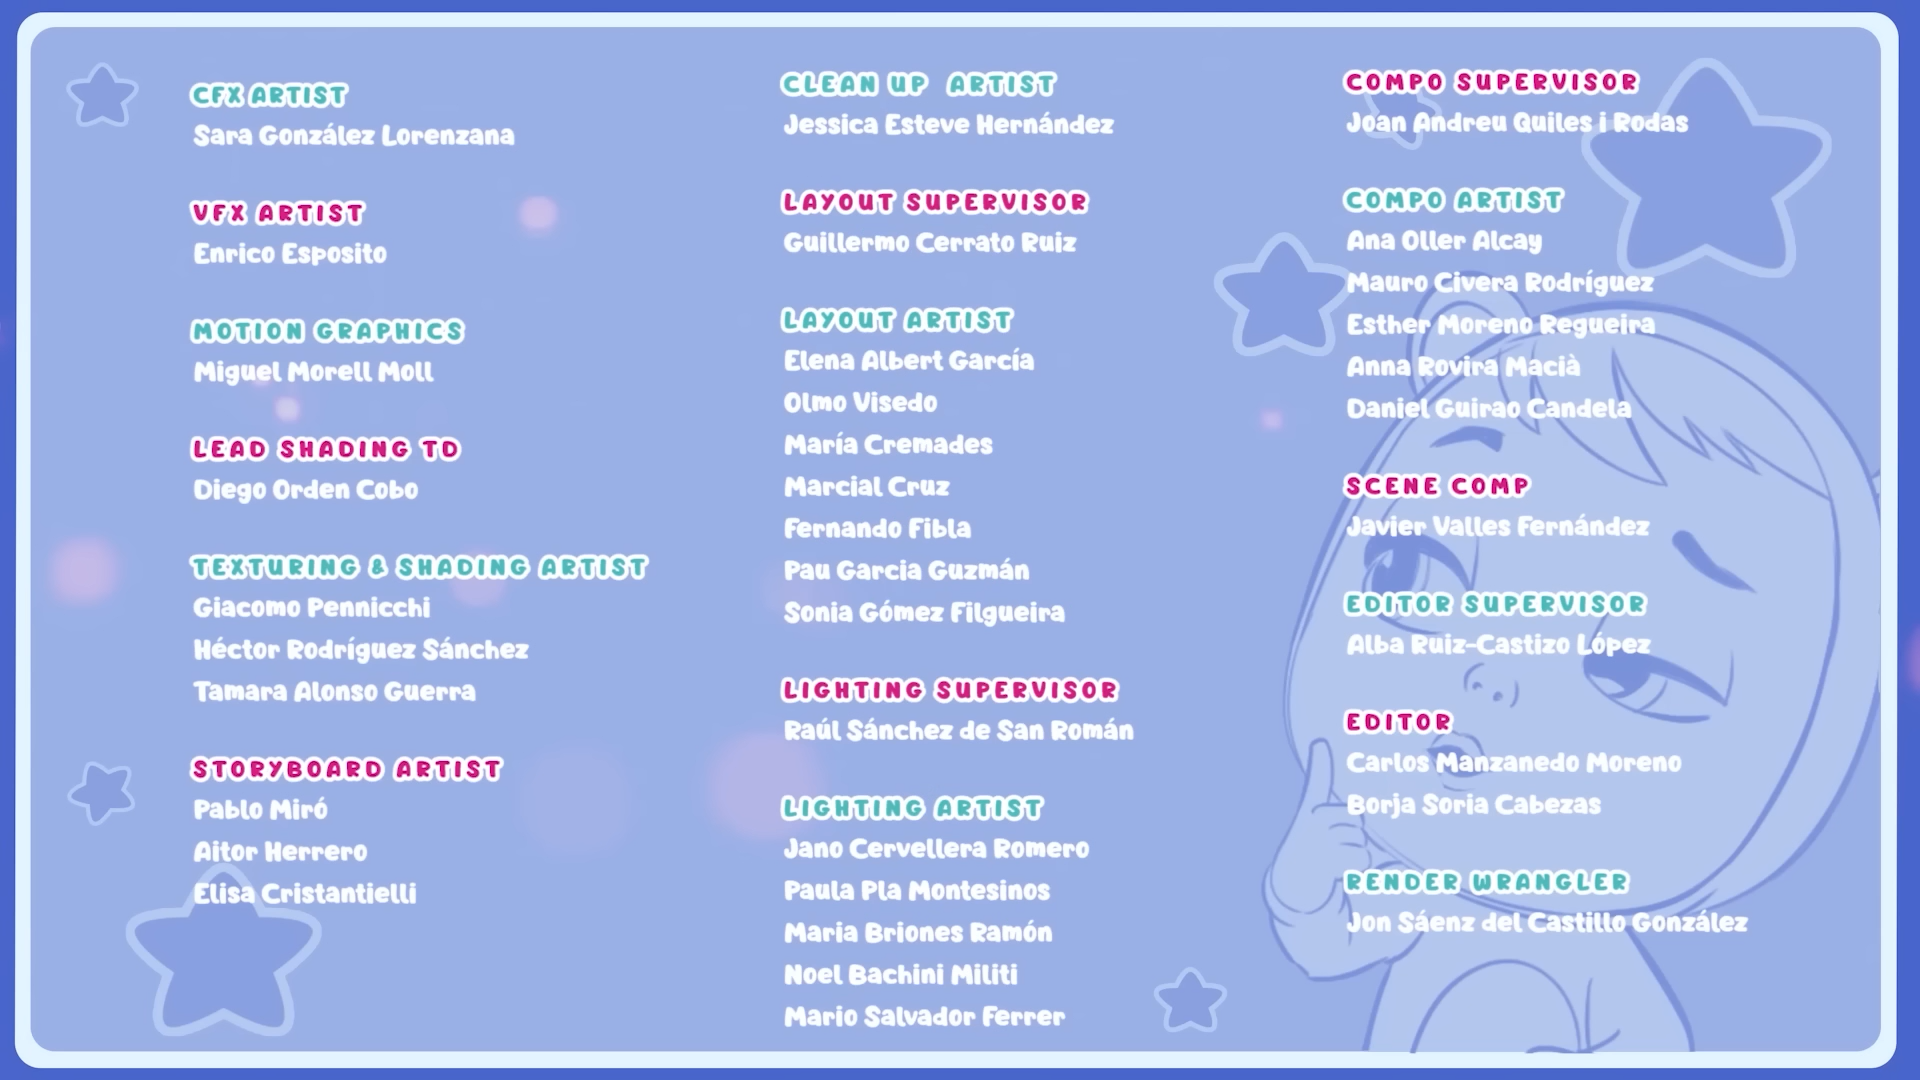 CFX ARTIST
Sara González Lorenzana
VFX ARTIST
Enrico Esposito
MOTION GRAPHICS
Miguel Morell Moll
LEAD SHADING TD
Diego Orden Cobo
TEXTURING & SHADING ARTIST
Giacomo Pennicchi
Héctor Rodríguez Sánchez
Tamara Alonso Guerra
STORYBOARD ARTIST
Pablo Miró
Aitor Herrero
Elisa Cristantielli
CLEAN UP ARTIST
Jessica Esteve Hernández
LAYOUT SUPERVISOR
Guillermo Cerrato Ruiz
LAYOUT ARTIST
Elena Albert García
Olmo Visedo
María Cremades
Marcial Cruz
Fernando Fibla
Pau Garcia Guzmán
Sonia Gómez Filgueira
LIGHTING SUPERVISOR
Raúl Sánchez de San Román
LIGHTING ARTIST
Jano Cervellera Romero
Paula Pla Montesinos
Maria Briones Ramón
Noel Bachini Militi
Mario Salvador Ferrer
COMPO SUPERVISOR
Joan Andreu Quiles i Rodas
COMPO ARTIST
Ana Oller Alcay
Mauro Civera Rodríguez
Esther Moreno Regueira
Anna Rovira Macià
Daniel Guirao Candela
SCENE COMP
Javier Valles Fernández
EDITOR SUPERVISOR
Alba Ruiz-Castizo López
EDITOR
Carlos Manzanedo Moreno
Borja Soria Cabezas
RENDER WRANGLER
Jon Sáenz del Castillo González